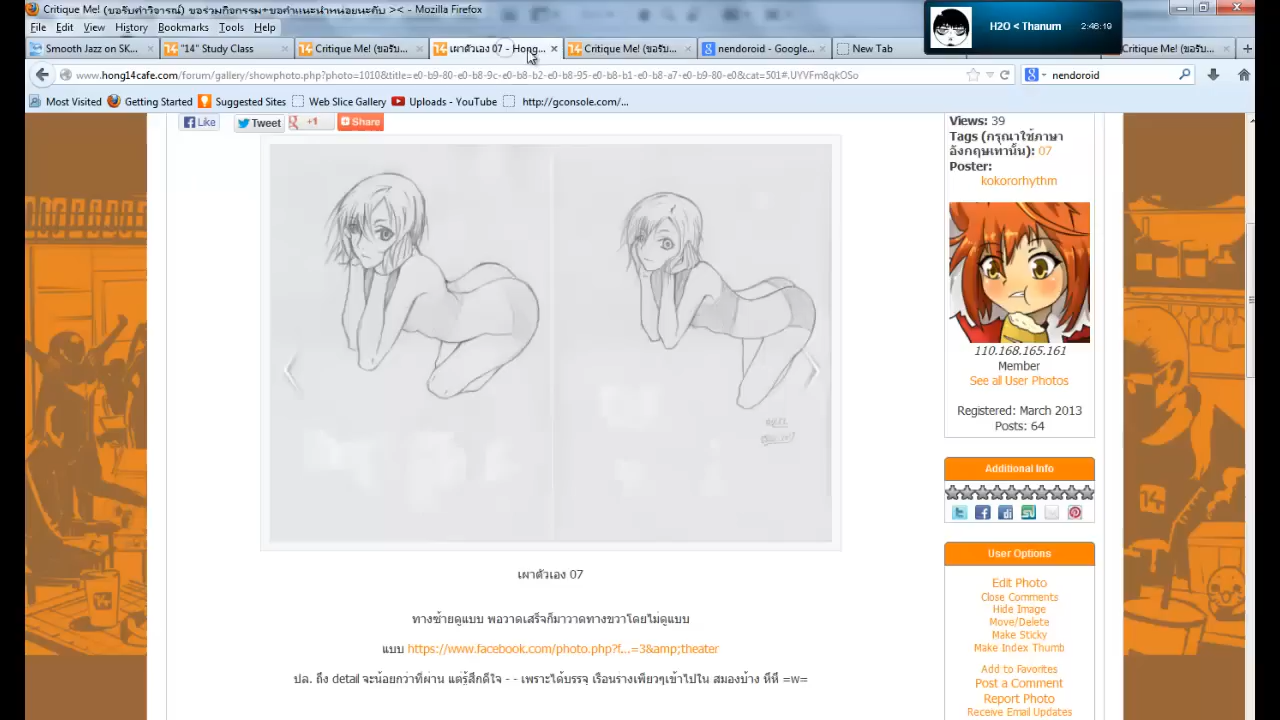 Critique Me! (ขอรับคำวิจารณ์) ขอร่วมกิจกรรม+ขอคำแนะนำหน่อยนะคับ >< - Mozilla Firefox
File Edit View History Bookmarks Tools Help
H2O < Thanum 2:46:19
Smooth Jazz on SK... "14" Study Class Critique Me! (ขอรับ... เผาตัวเอง 07 - Hong... Critique Me! (ขอรับ... nendoroid - Google... New Tab Critique Me! (ขอรับ...
www.hong14cafe.com/forum/gallery/showphoto.php?photo=1010&title=e0-b9-80-e0-b8-9c-e0-b8-b2-e0-b8-95-e0-b8-b1-e0-b8-a7-e0-b9-80-e0&cat=501#.UYVFm8qkOSo
nendoroid
Most Visited Getting Started Suggested Sites Web Slice Gallery Uploads - YouTube http://gconsole.com/...
Like Tweet +1 Share
Views: 39
Tags (กรุณาใช้ภาษา
อังกฤษเท่านั้น): 07
Poster:
kokororhythm
110.168.165.161
Member
See all User Photos
Registered: March 2013
Posts: 64
Additional Info
User Options
Edit Photo
Close Comments
Hide Image
Move/Delete
Make Sticky
Make Index Thumb
Add to Favorites
Post a Comment
Report Photo
Receive Email Updates
เผาตัวเอง 07
ทางซ้ายดูแบบ พอวาดเสร็จก็มาวาดทางขวาโดยไม่ดูแบบ
แบบ https://www.facebook.com/photo.php?f...=3&amp;theater
ปล. ถึง detail จะน้อยกว่าที่ผ่าน แต่รู้สึกดีใจ - - เพราะได้บรรจุ เรือนร่างเพียวๆเข้าไปใน สมองบ้าง หึหึ =w=